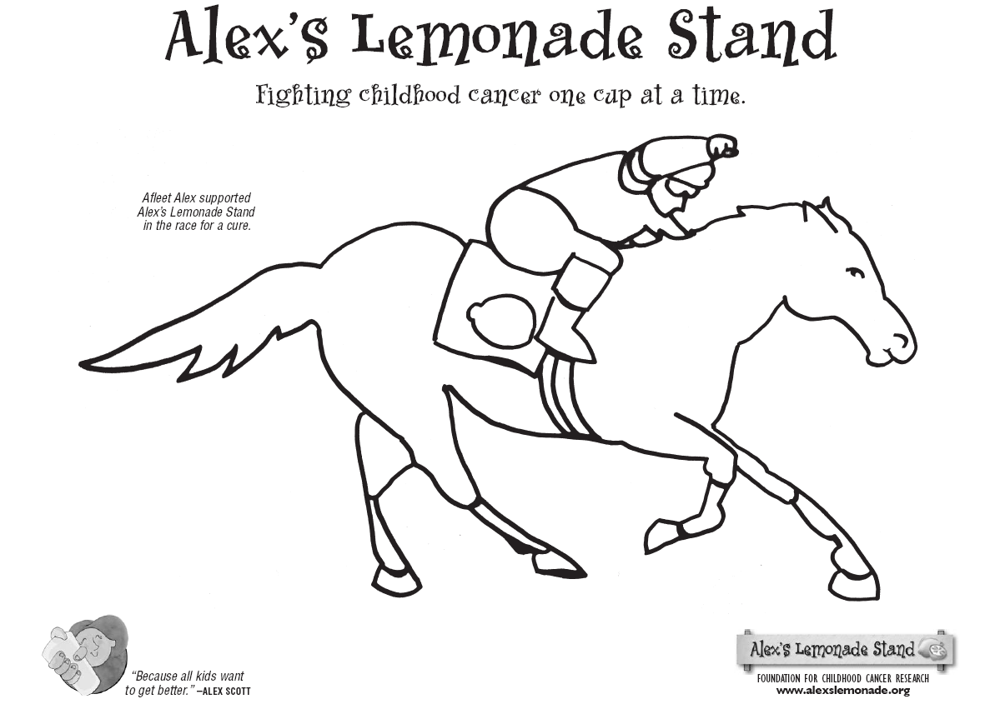 Alex's Lemonade Stand
Fighting childhood cancer one cup at a time.
Afleet Alex supported
Alex's Lemonade Stand
in the race for a cure.
"Because all kids want
to get better." –ALEX SCOTT
Alex's Lemonade Stand
FOUNDATION FOR CHILDHOOD CANCER RESEARCH
www.alexslemonade.org